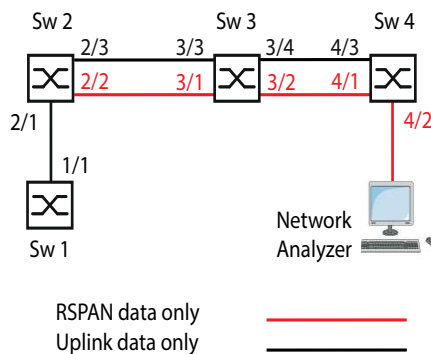 Sw 2 Sw 3 Sw 4
2/3 3/3 3/4 4/3
2/2 3/1 3/2 4/1
2/1 4/2
1/1
Sw 1
Network
Analyzer
RSPAN data only
Uplink data only